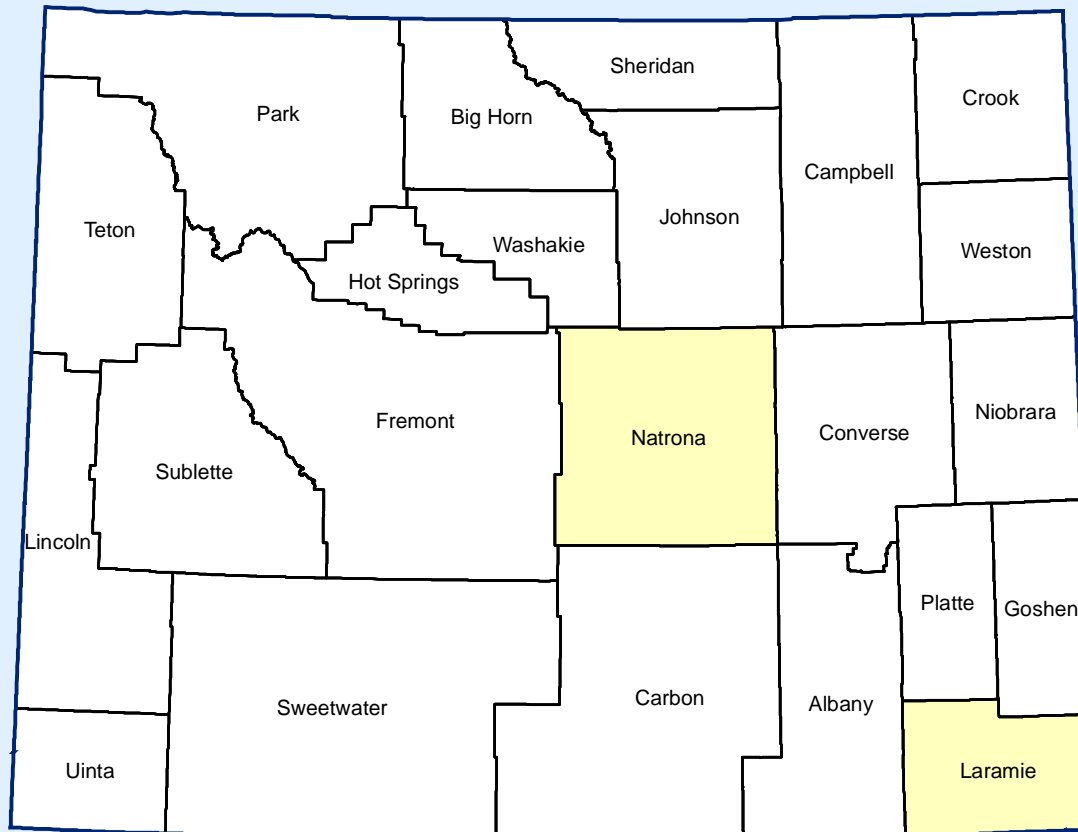 Sheridan
Crook
Park
Big Horn
Campbell
Johnson
Teton
Washakie
Weston
Hot Springs
Niobrara
Fremont
Converse
Natrona
Sublette
Lincoln
Platte
Goshen
Carbon
Albany
Sweetwater
Uinta
Laramie